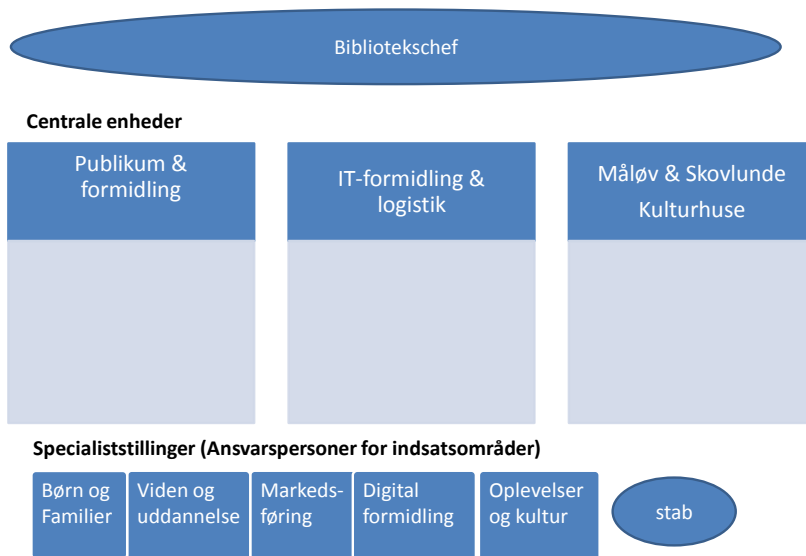 Bibliotekschef
Centrale enheder
Publikum &
formidling
IT-formidling &
logistik
Måløv & Skovlunde
Kulturhuse
Specialiststillinger (Ansvarspersoner for indsatsområder)
Børn og
Familier
Viden og
uddannelse
Markeds-
føring
Digital
formidling
Oplevelser
og kultur
stab